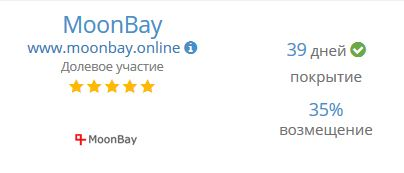 MoonBay
www.moonbay.online
Долевое участие
MoonBay
39 дней
покрытие
35%
возмещение